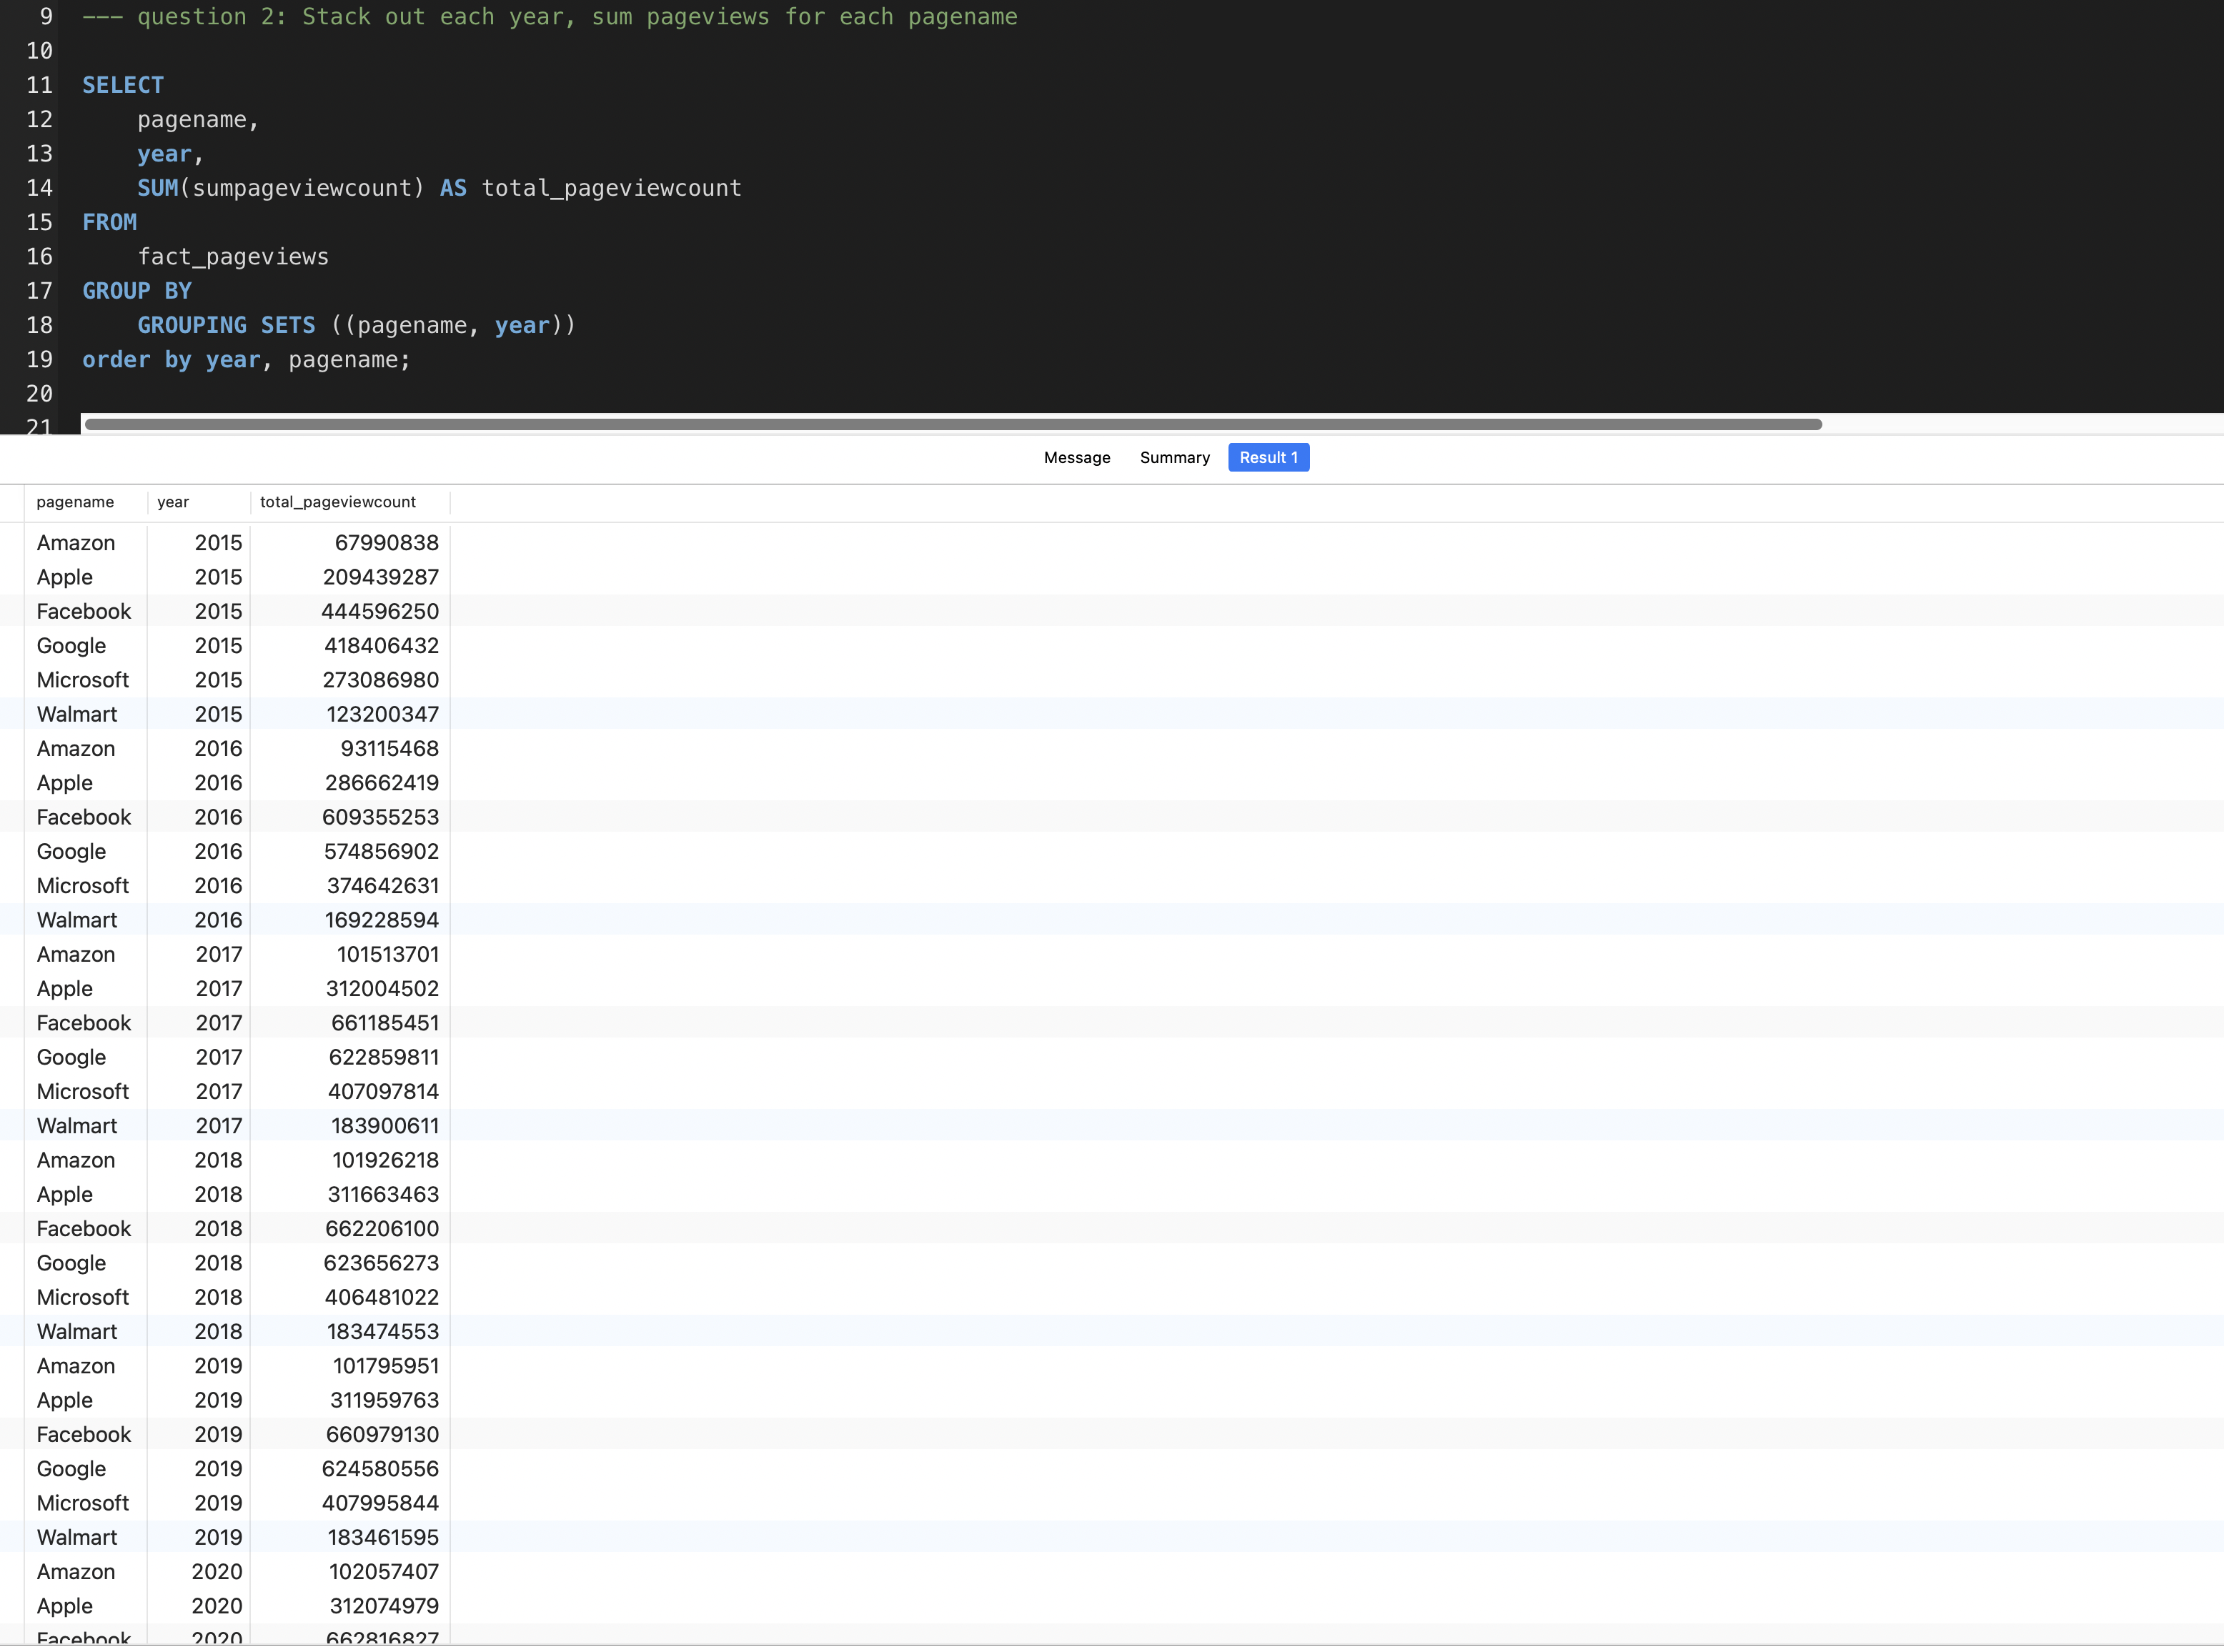 9 --- question 2: Stack out each year, sum pageviews for each pagename
10
11 SELECT
12 pagename,
13 year,
14 SUM(sumpageviewcount) AS total_pageviewcount
15 FROM
16 fact_pageviews
17 GROUP BY
18 GROUPING SETS ((pagename, year))
19 order by year, pagename;
20
21
Message Summary Result 1
pagename year total_pageviewcount
Amazon 2015 67990838
Apple 2015 209439287
Facebook 2015 444596250
Google 2015 418406432
Microsoft 2015 273086980
Walmart 2015 123200347
Amazon 2016 93115468
Apple 2016 286662419
Facebook 2016 609355253
Google 2016 574856902
Microsoft 2016 374642631
Walmart 2016 169228594
Amazon 2017 101513701
Apple 2017 312004502
Facebook 2017 661185451
Google 2017 622859811
Microsoft 2017 407097814
Walmart 2017 183900611
Amazon 2018 101926218
Apple 2018 311663463
Facebook 2018 662206100
Google 2018 623656273
Microsoft 2018 406481022
Walmart 2018 183474553
Amazon 2019 101795951
Apple 2019 311959763
Facebook 2019 660979130
Google 2019 624580556
Microsoft 2019 407995844
Walmart 2019 183461595
Amazon 2020 102057407
Apple 2020 312074979
Facebook 2020 662816827